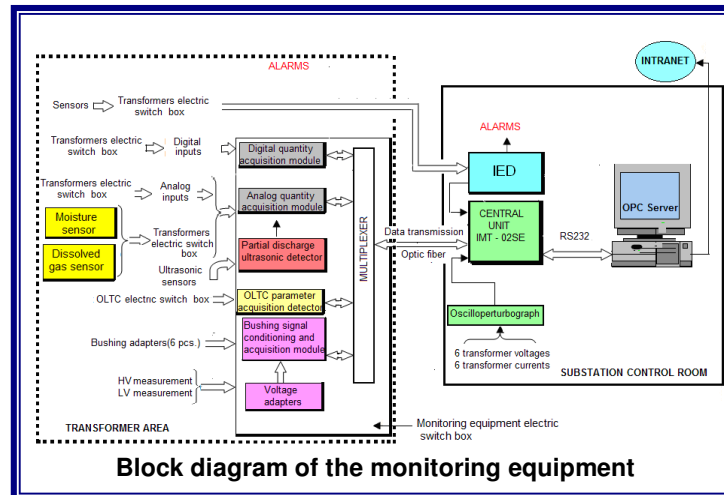 ALARMS
INTRANET
Sensors
Transformers electric
switch box
ALARMS
Transformers electric
switch box
Digital
inputs
Digital quantity
acquisition module
IED
Transformers electric
switch box
Analog
inputs
Analog quantity
acquisition module
OPC Server
Moisture
sensor
Transformers
electric switch
box
CENTRAL
UNIT
IMT - 02SE
Data transmission
RS232
MULTIPLEXER
Dissolved
gas sensor
Partial discharge
ultrasonic detector
Optic fiber
Ultrasonic
sensors
OLTC electric switch box
OLTC parameter
acquisition detector
Oscilloperturbograph
Bushing adapters(6 pcs.)
Bushing signal
conditioning and
acquisition module
6 transformer voltages
6 transformer currents
SUBSTATION CONTROL ROOM
HV measurement
LV measurement
Voltage
adapters
TRANSFORMER AREA
Monitoring equipment electric
switch box
Block diagram of the monitoring equipment